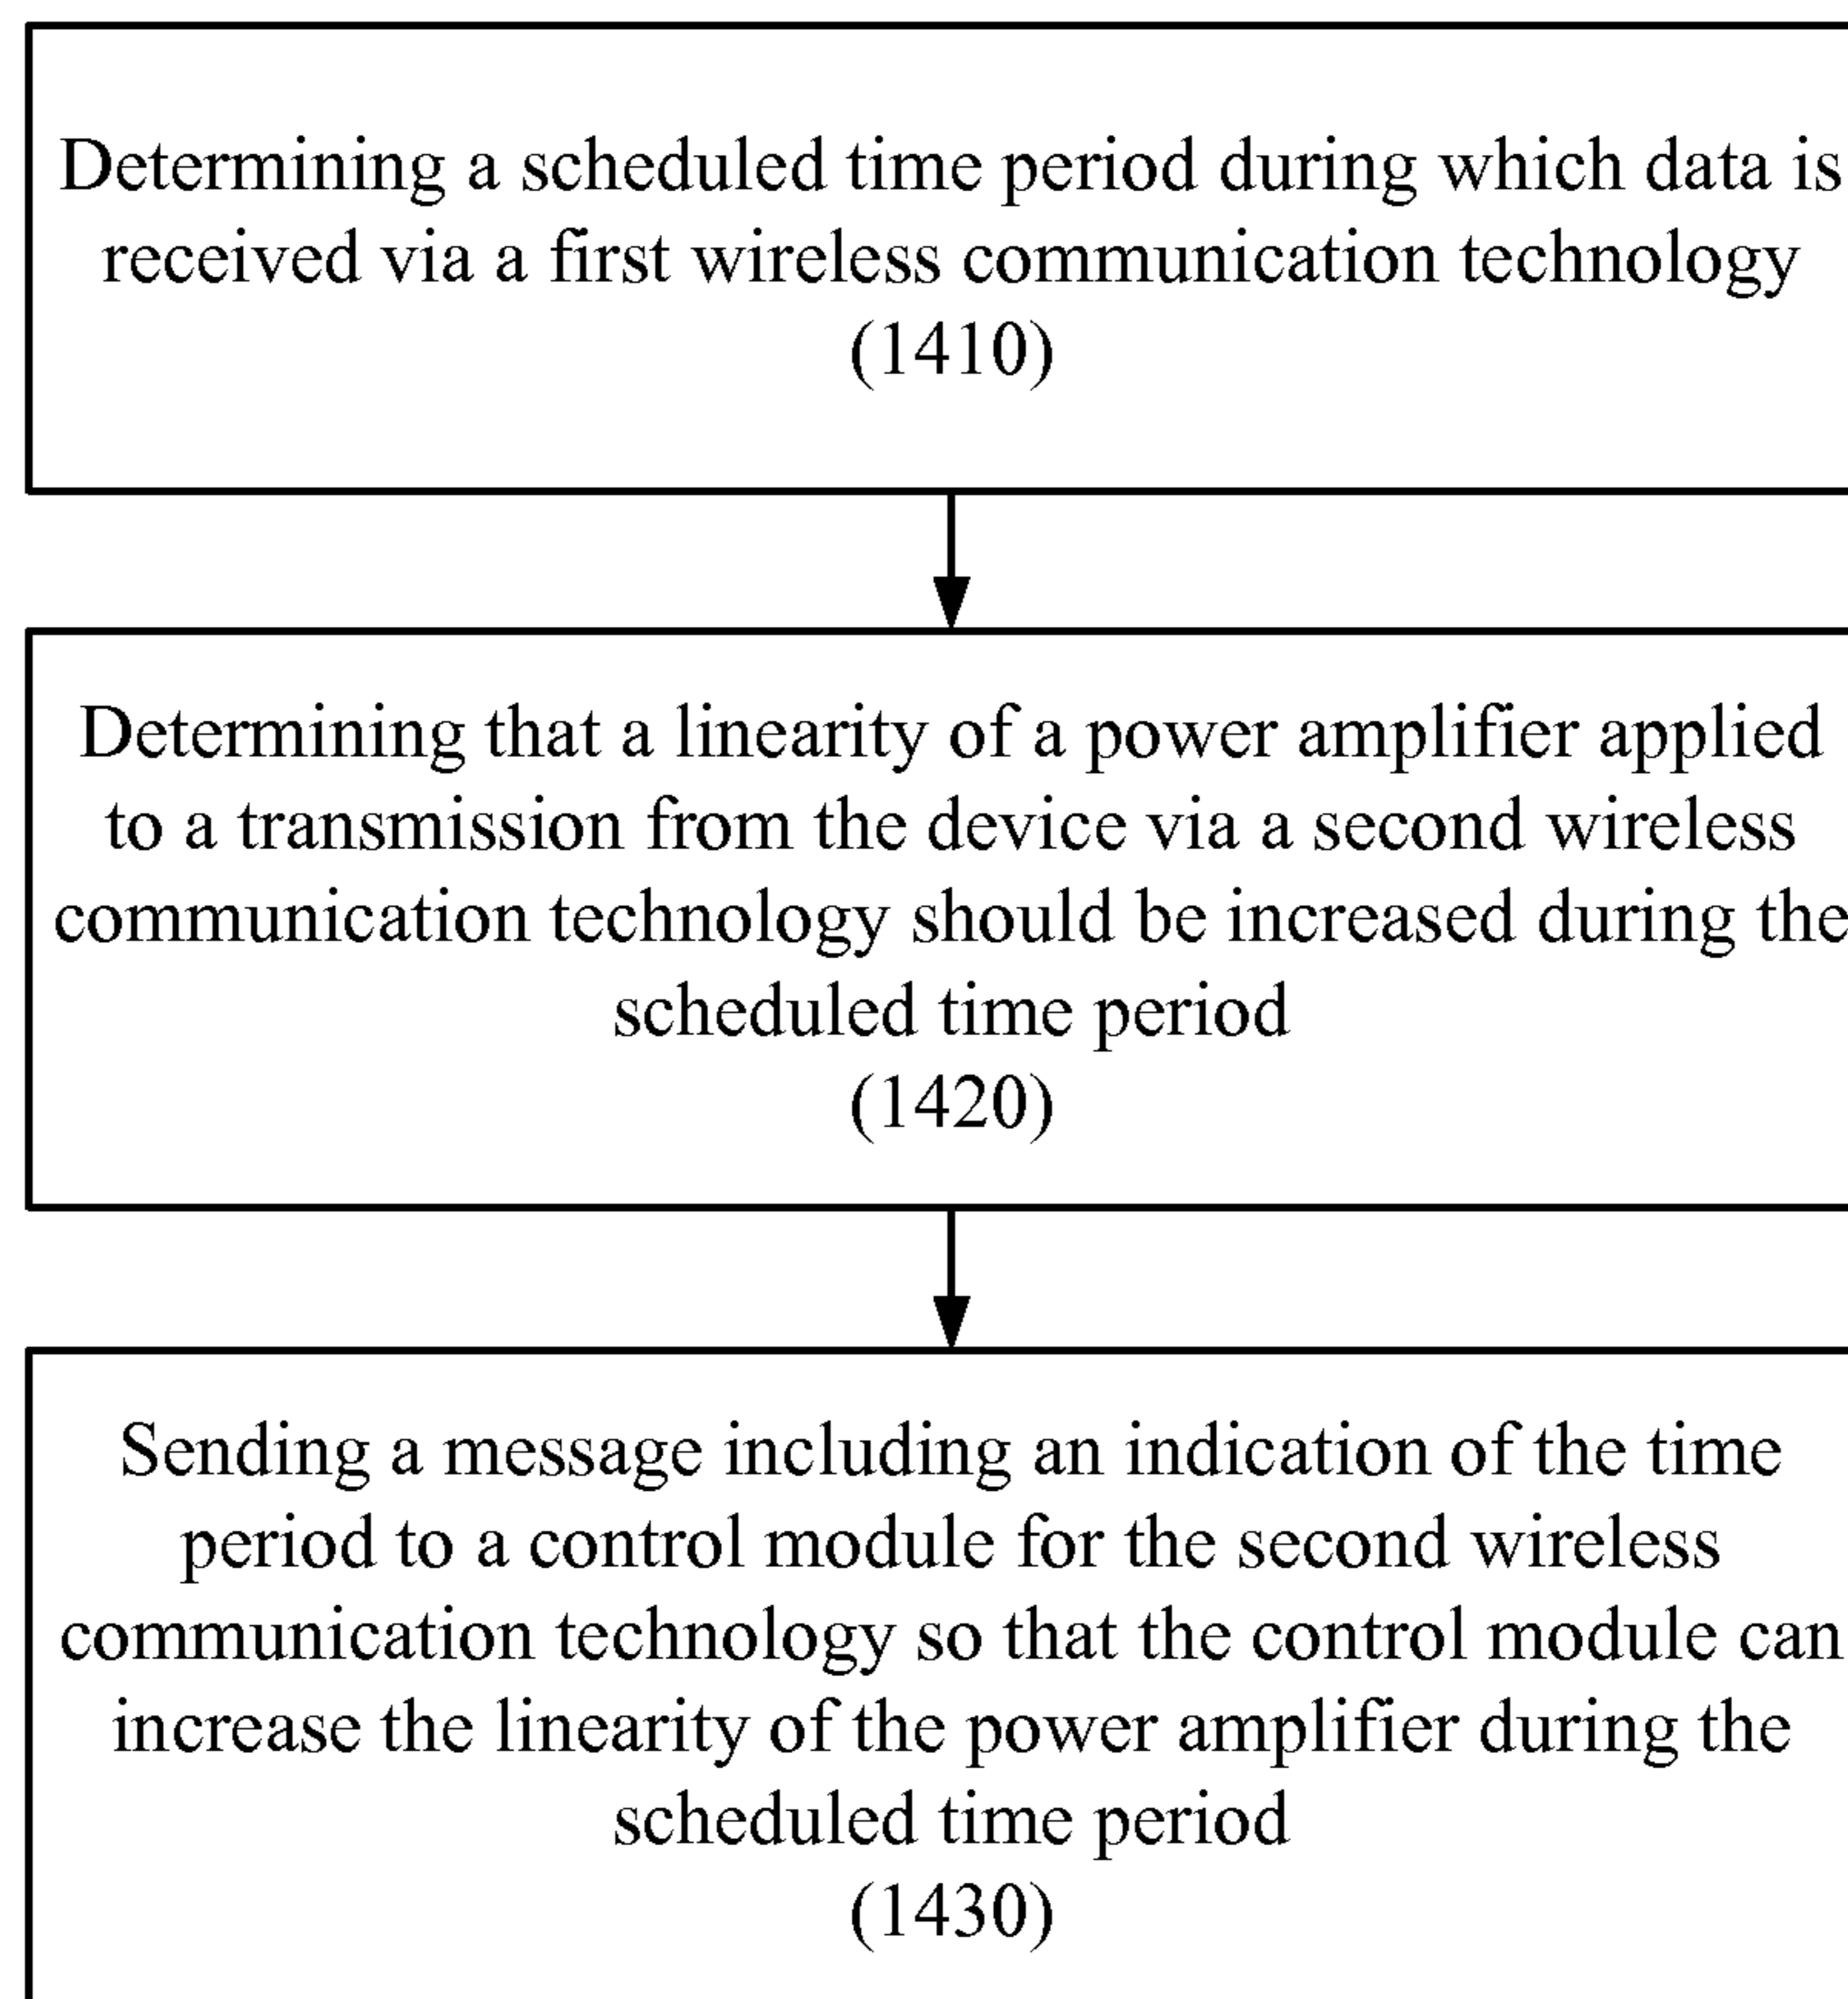 Determining a scheduled time period during which data is
received via a first wireless communication technology
(1410)
Determining that a linearity of a power amplifier applied
to a transmission from the device via a second wireless
communication technology should be increased during the
scheduled time period
(1420)
Sending a message including an indication of the time
period to a control module for the second wireless
communication technology so that the control module can
increase the linearity of the power amplifier during the
scheduled time period
(1430)